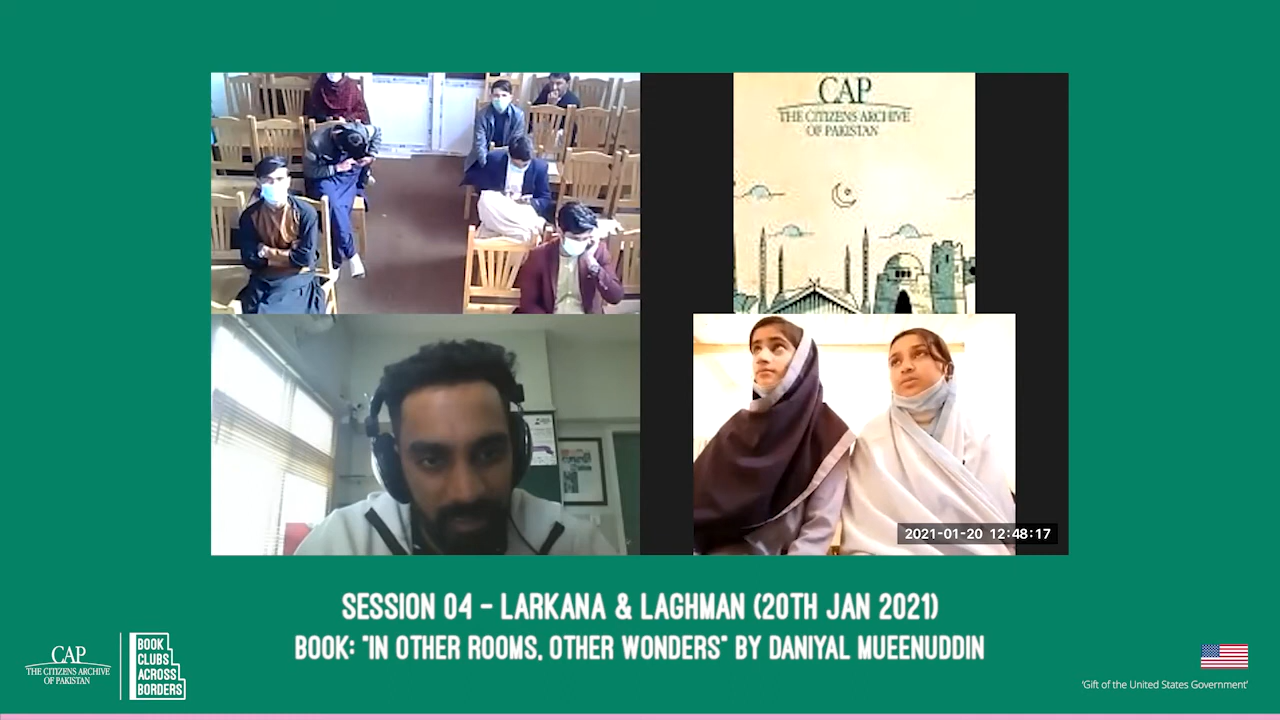 CAP
THE CITIZENS ARCHIVE
OF PAKISTAN
2021-01-20 12:48:17
SESSION 04 - LARKANA & LAGHMAN (20TH JAN 2021)
BOOK: "IN OTHER ROOMS, OTHER WONDERS" BY DANIYAL MUEENUDDIN
CAP
THE CITIZENS ARCHIVE
OF PAKISTAN
BOOK
CLUBS
ACROSS
BORDERS
'Gift of the United States Government'